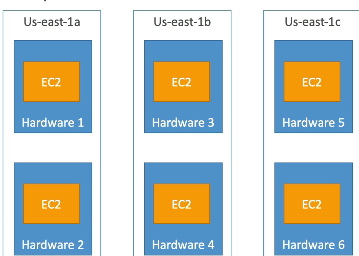 Us-east-1a
Us-east-1b
Us-east-1c
EC2
EC2
EC2
Hardware 1
Hardware 3
Hardware 5
EC2
EC2
EC2
Hardware 2
Hardware 4
Hardware 6